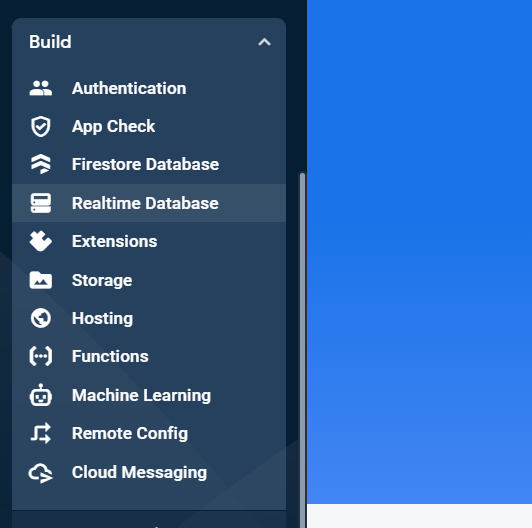 Build
Authentication
App Check
Firestore Database
Realtime Database
Extensions
Storage
Hosting
Functions
Machine Learning
Remote Config
Cloud Messaging